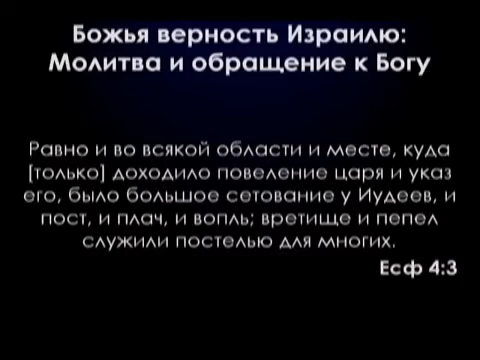 Божья верность Израилю:
Молитва и обращение к Богу
Равно и во всякой области и месте, куда
[только] доходило повеление царя и указ
его, было большое сетование у Иудеев, и
пост, и плач, и вопль; вретище и пепел
служили постелью для многих.
Есф 4:3